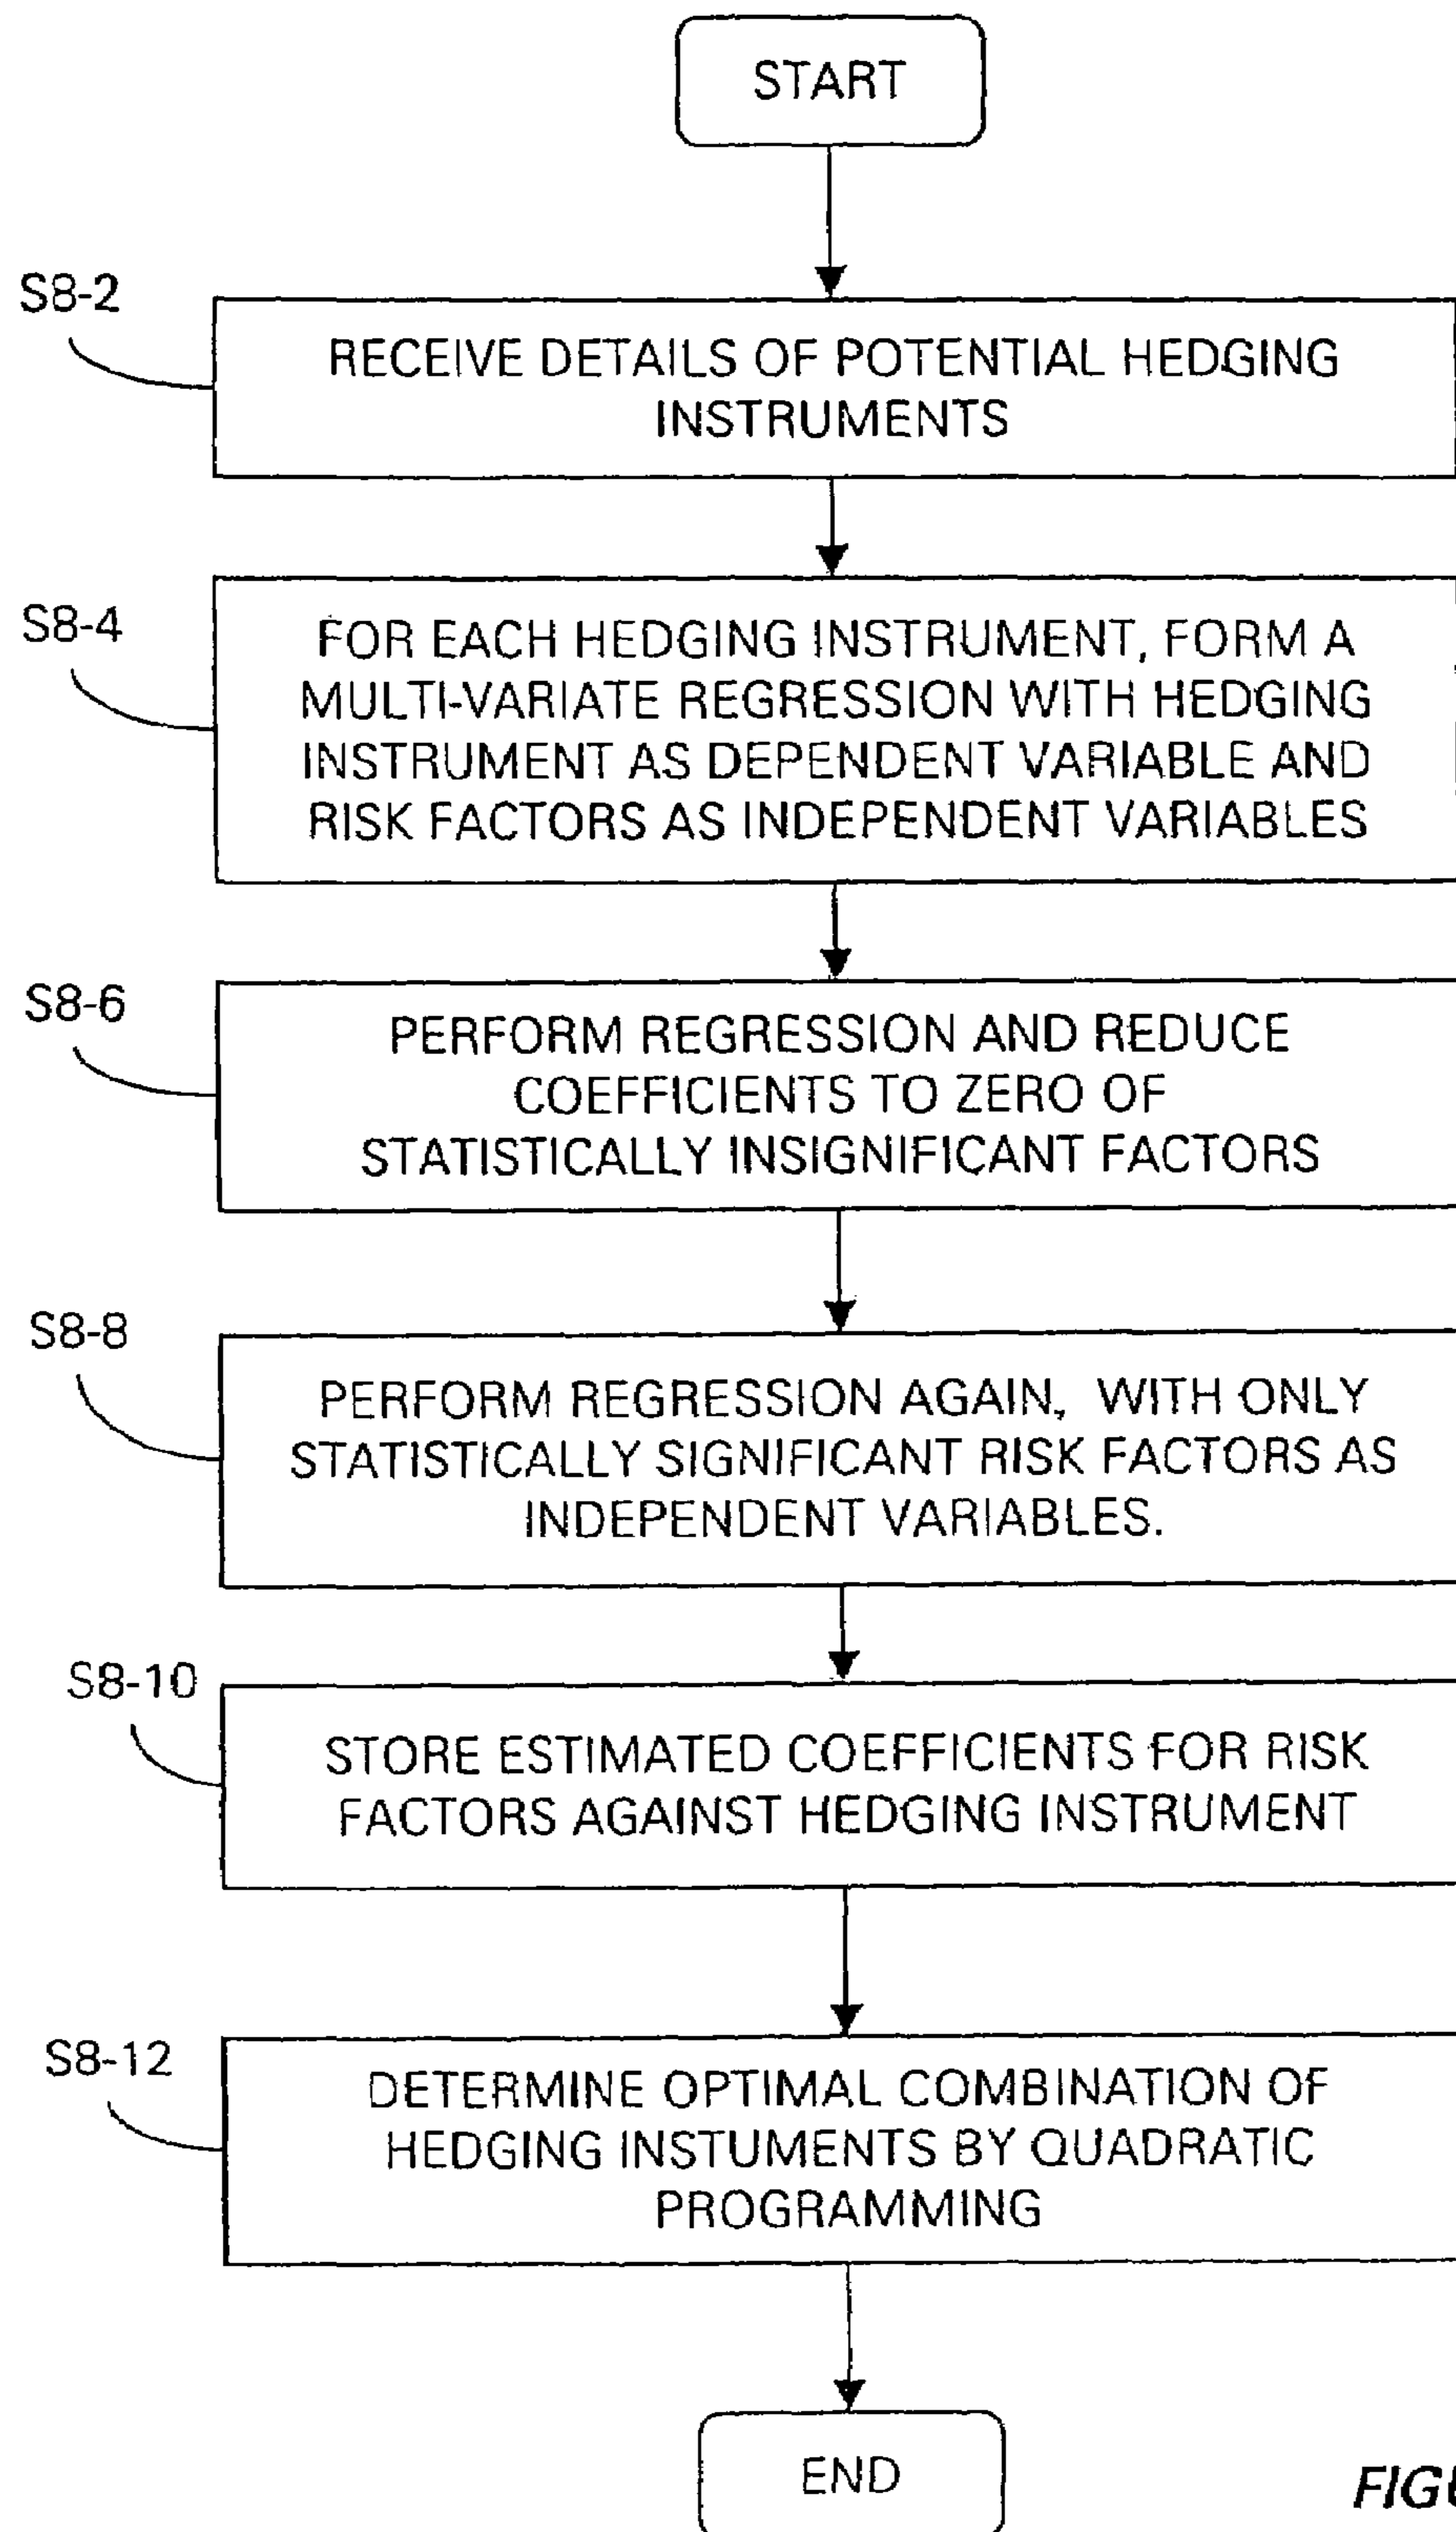 START
S8-2
RECEIVE DETAILS OF POTENTIAL HEDGING
INSTRUMENTS
S8-4
FOR EACH HEDGING INSTRUMENT, FORM A
MULTI-VARIATE REGRESSION WITH HEDGING
INSTRUMENT AS DEPENDENT VARIABLE AND
RISK FACTORS AS INDEPENDENT VARIABLES
S8-6
PERFORM REGRESSION AND REDUCE
COEFFICIENTS TO ZERO OF
STATISTICALLY INSIGNIFICANT FACTORS
S8-8
PERFORM REGRESSION AGAIN, WITH ONLY
STATISTICALLY SIGNIFICANT RISK FACTORS AS
INDEPENDENT VARIABLES.
S8-10
STORE ESTIMATED COEFFICIENTS FOR RISK
FACTORS AGAINST HEDGING INSTRUMENT
S8-12
DETERMINE OPTIMAL COMBINATION OF
HEDGING INSTUMENTS BY QUADRATIC
PROGRAMMING
END